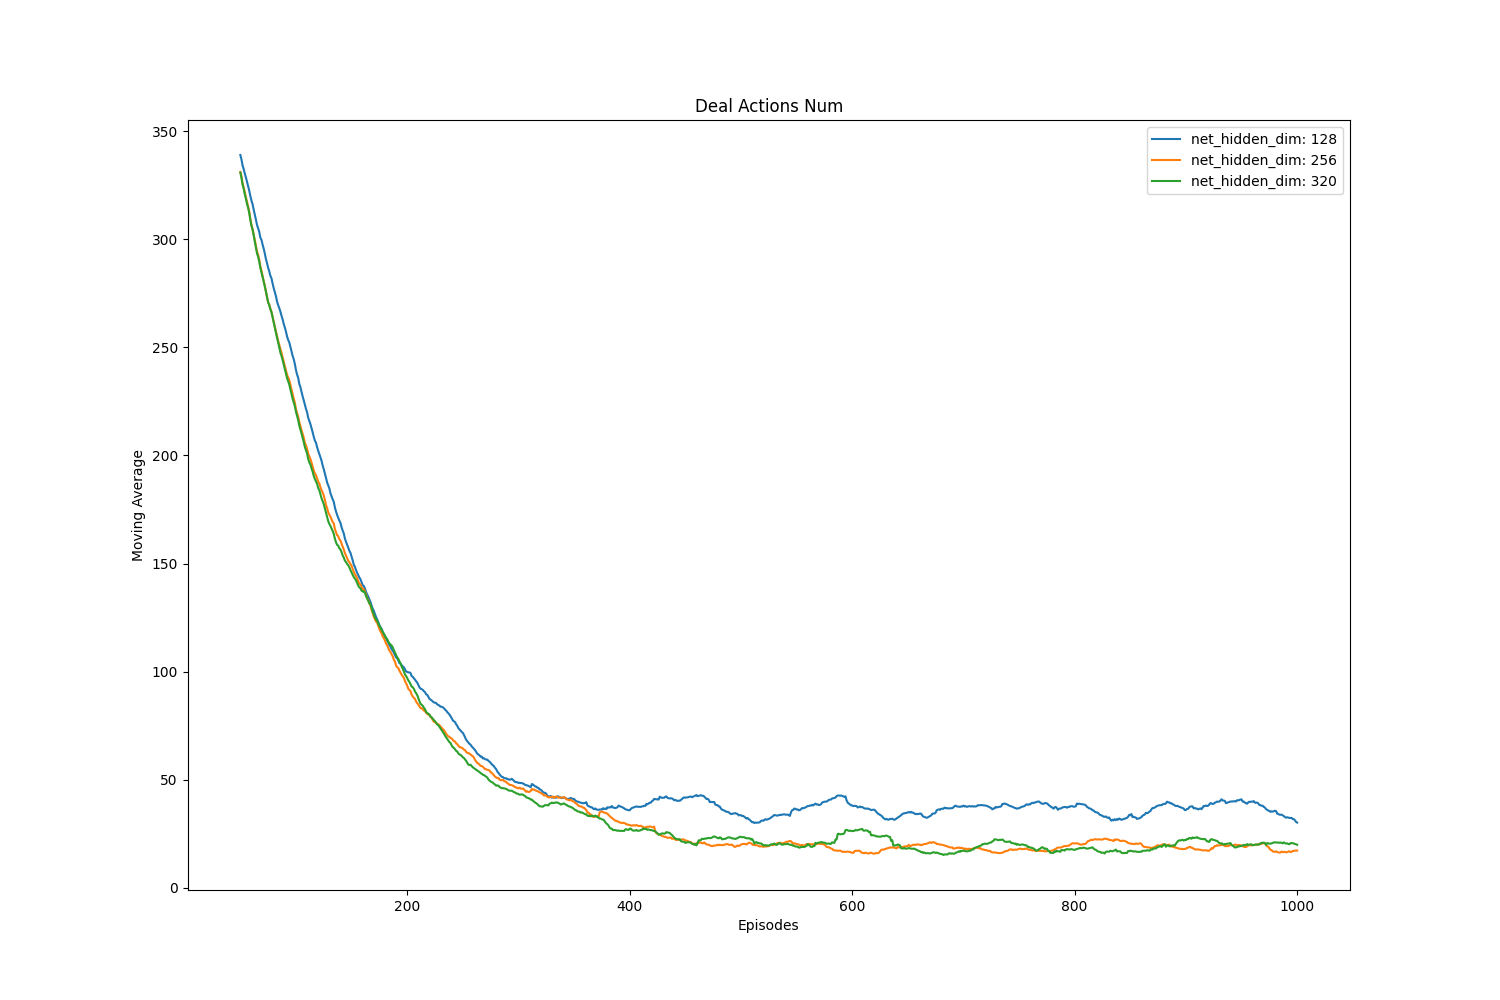 Deal Actions Num
net_hidden_dim: 128
net_hidden_dim: 256
net_hidden_dim: 320
Moving Average
350
300
250
200
150
100
50
0
200 400 600 800 1000
Episodes